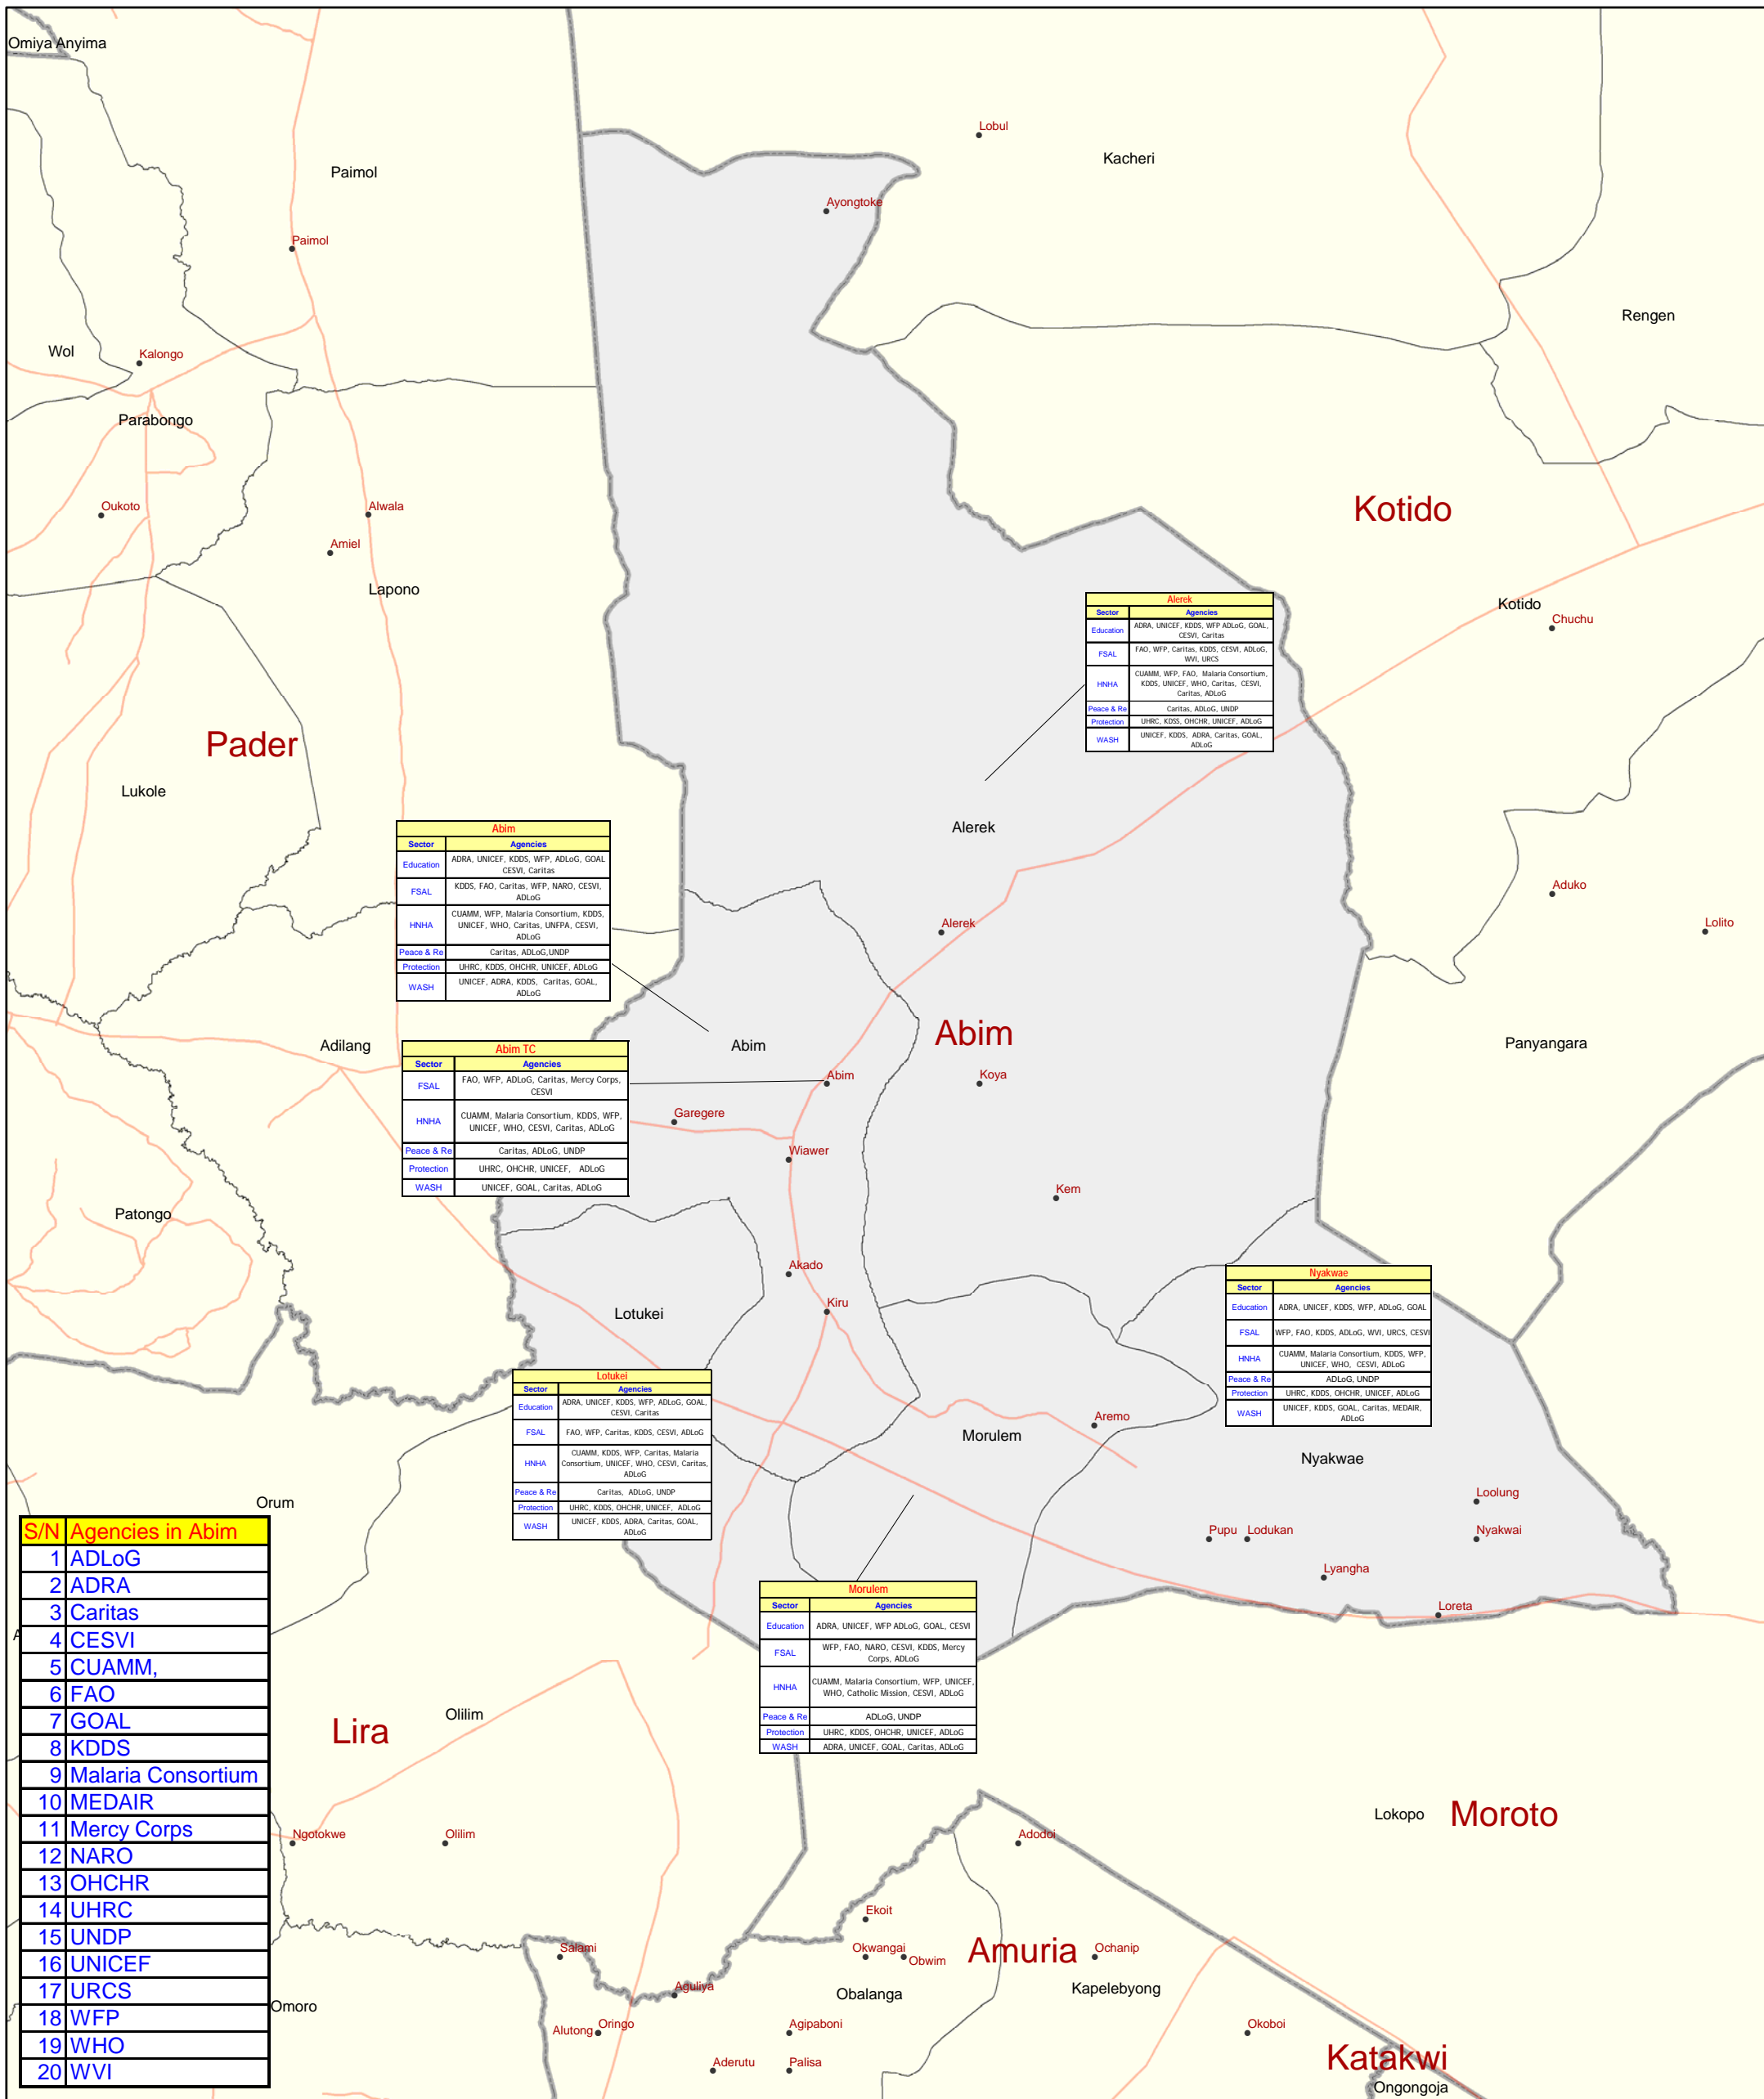 Omiya Anyima
Lobul
Kacheri
Paimol
Ayongtoke
Paimol
Rengen
Wol
Kalongo
Parabongo
Kotido
Oukoto
Alwala
Amiel
Lapono
Kotido
Chuchu
Alerek
Sector Agencies
Education ADRA, UNICEF, KDDS, WFP ADLoG, GOAL,
CESVI, Caritas
FSAL FAO, WFP, Caritas, KDDS, CESVI, ADLoG,
WVI, URCS
HNHA CUAMM, WFP, FAO, Malaria Consortium,
KDDS, UNICEF, WHO, Caritas, CESVI,
Caritas, ADLoG
Peace & Re Caritas, ADLoG, UNDP
Protection UHRC, KDSS, OHCHR, UNICEF, ADLoG
WASH UNICEF, KDDS, ADRA, Caritas, GOAL,
ADLoG
Pader
Lukole
Alerek
Abim
Sector Agencies
Education ADRA, UNICEF, KDDS, WFP, ADLoG, GOAL
CESVI, Caritas
FSAL KDDS, FAO, Caritas, WFP, NARO, CESVI,
ADLoG
HNHA CUAMM, WFP, Malaria Consortium, KDDS,
UNICEF, WHO, Caritas, UNFPA, CESVI,
ADLoG
Peace & Re Caritas, ADLoG,UNDP
Protection UHRC, KDDS, OHCHR, UNICEF, ADLoG
WASH UNICEF, ADRA, KDDS, Caritas, GOAL,
ADLoG
Aduko
Alerek
Lolito
Abim
Adilang
Abim
Panyangara
Abim TC
Sector Agencies
FSAL FAO, WFP, ADLoG, Caritas, Mercy Corps,
CESVI
HNHA CUAMM, Malaria Consortium, KDDS, WFP,
UNICEF, WHO, CESVI, Caritas, ADLoG
Peace & Re Caritas, ADLoG, UNDP
Protection UHRC, OHCHR, UNICEF, ADLoG
WASH UNICEF, GOAL, Caritas, ADLoG
Abim
Koya
Garegere
Wiawer
Kem
Patongo
Akado
Kiru
Lotukei
Nyakwae
Sector Agencies
Education ADRA, UNICEF, KDDS, WFP, ADLoG, GOAL
FSAL WFP, FAO, KDDS, ADLoG, WVI, URCS, CESVI
HNHA CUAMM, Malaria Consortium, KDDS, WFP,
UNICEF, WHO, CESVI, ADLoG
Peace & Re ADLoG, UNDP
Protection UHRC, KDDS, OHCHR, UNICEF, ADLoG
WASH UNICEF, KDDS, GOAL, Caritas, MEDAIR,
ADLoG
Lotukei
Sector Agencies
Education ADRA, UNICEF, KDDS, WFP, ADLoG, GOAL,
CESVI, Caritas
FSAL FAO, WFP, Caritas, KDDS, CESVI, ADLoG
HNHA CUAMM, KDDS, WFP, Caritas, Malaria
Consortium, UNICEF, WHO, CESVI, Caritas,
ADLoG
Peace & Re Caritas, ADLoG, UNDP
Protection UHRC, KDDS, OHCHR, UNICEF, ADLoG
WASH UNICEF, KDDS, ADRA, Caritas, GOAL,
ADLoG
Aremo
Morulem
Nyakwae
Loolung
Orum
Pupu
Lodukan
Nyakwai
Lyangha
Loreta
Morulem
Sector Agencies
Education ADRA, UNICEF, WFP ADLoG, GOAL, CESVI
FSAL WFP, FAO, NARO, CESVI, KDDS, Mercy
Corps, ADLoG
HNHA CUAMM, Malaria Consortium, WFP, UNICEF,
WHO, Catholic Mission, CESVI, ADLoG
Peace & Re ADLoG, UNDP
Protection UHRC, KDDS, OHCHR, UNICEF, ADLoG
WASH ADRA, UNICEF, GOAL, Caritas, ADLoG
S/N Agencies in Abim
1 ADLoG
2 ADRA
3 Caritas
4 CESVI
5 CUAMM,
6 FAO
7 GOAL
8 KDDS
9 Malaria Consortium
10 MEDAIR
11 Mercy Corps
12 NARO
13 OHCHR
14 UHRC
15 UNDP
16 UNICEF
17 URCS
18 WFP
19 WHO
20 WVI
Lira
Olilim
Lokopo
Moroto
Ngotokwe
Olilim
Adodoi
Ekoit
Salami
Okwangai
Obwim
Amuria
Ochanip
Kapelebyong
Aguliya
Obalanga
Omoro
Alutong
Oringo
Agipaboni
Okoboi
Aderutu
Palisa
Katakwi
Ongongoja